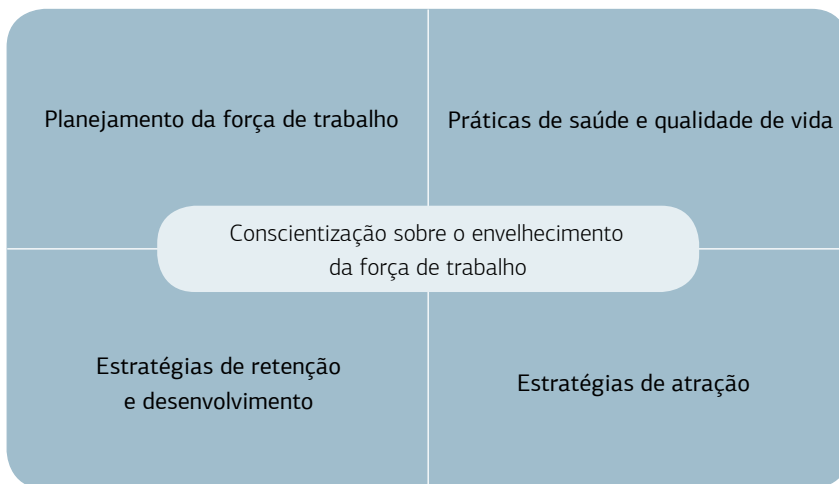 Planejamento da força de trabalho
Práticas de saúde e qualidade de vida
Conscientização sobre o envelhecimento
da força de trabalho
Estratégias de retenção
e desenvolvimento
Estratégias de atração